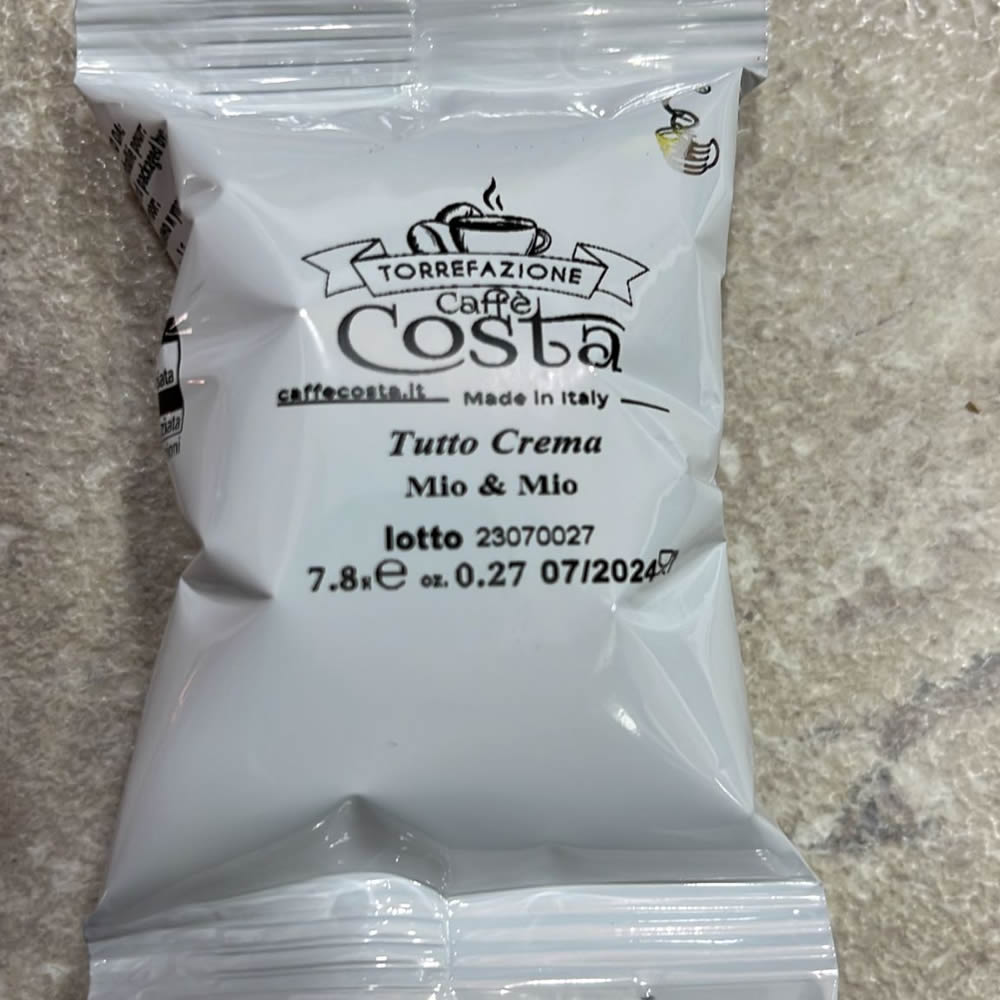 TORREFAZIONE
Caffè
Costa
caffecosta.it Made in Italy
Tutto Crema
Mio & Mio
lotto 23070027
7.8g e oz. 0.27 07/2024
packaged